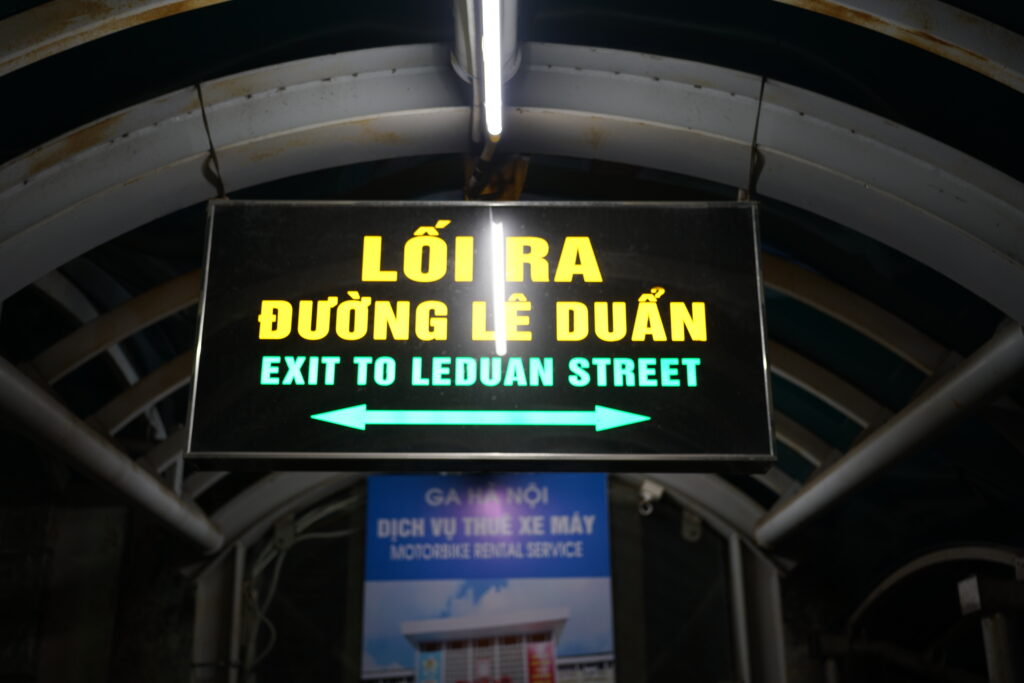 LỐI RA
ĐƯỜNG LÊ DUẨN
EXIT TO LEDUAN STREET
GA HÀ NỘI
DỊCH VỤ THUÊ XE MÁY
MOTORBIKE RENTAL SERVICE